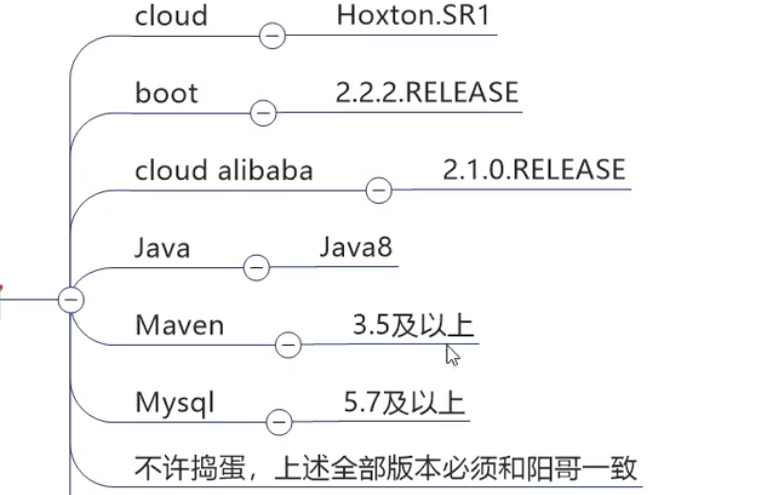 cloud Hoxton.SR1
boot 2.2.2.RELEASE
cloud alibaba 2.1.0.RELEASE
Java Java8
Maven 3.5及以上
Mysql 5.7及以上
不许捣蛋，上述全部版本必须和阳哥一致